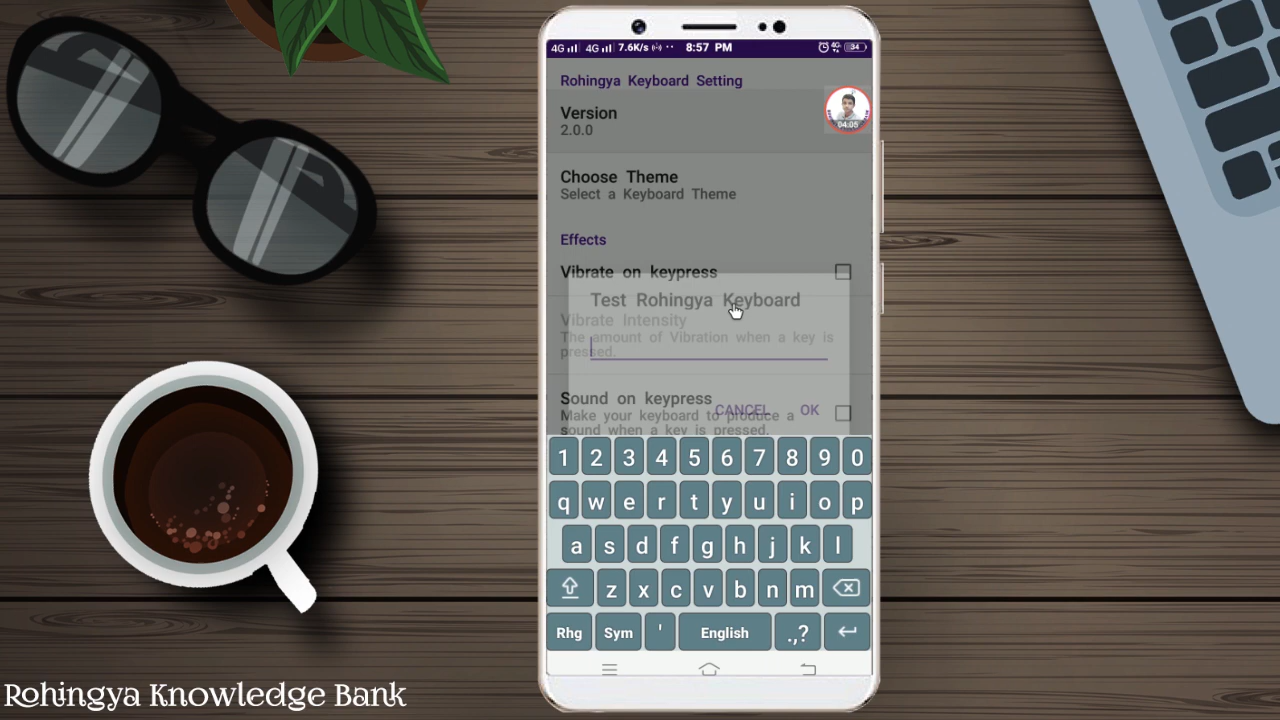 4G 4G 7.6K/s 8:57 PM 34
Rohingya Keyboard Setting
04:05
Version
2.0.0
Choose Theme
Select a Keyboard Theme
Effects
Vibrate on keypress
Test Rohingya Keyboard
Vibrate Intensity
The amount of Vibration when a key is
pressed.
Sound on keypress
CANCEL OK
Make your keyboard to produce a
sound when a key is pressed.
1 2 3 4 5 6 7 8 9 0
q w e r t y u i o p
a s d f g h j k l
z x c v b n m
Rhg Sym ' English .,?
Rohingya Knowledge Bank